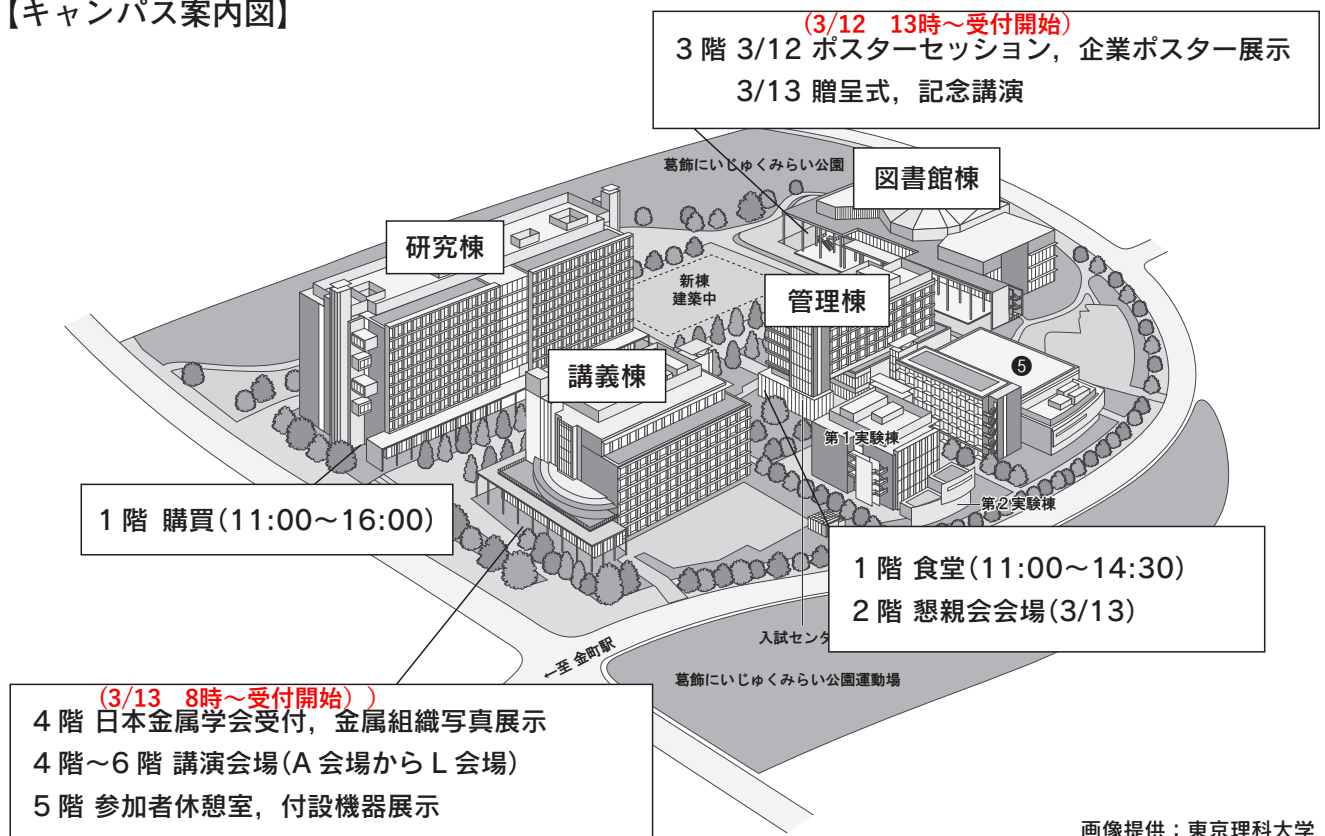 【キャンパス案内図】
(3/12 13時～受付開始)
3階 3/12 ポスターセッション，企業ポスター展示
3/13 贈呈式，記念講演
葛飾にいじゅくみらい公園
図書館棟
研究棟
新棟
建築中
管理棟
講義棟
❺
第1実験棟
第2実験棟
1階 購買(11:00～16:00)
1階 食堂(11:00～14:30)
2階 懇親会会場(3/13)
入試センタ
←至 金町駅
葛飾にいじゅくみらい公園運動場
(3/13 8時～受付開始））
4階 日本金属学会受付，金属組織写真展示
4階～6階 講演会場(A会場からL会場)
5階 参加者休憩室，付設機器展示
画像提供：東京理科大学